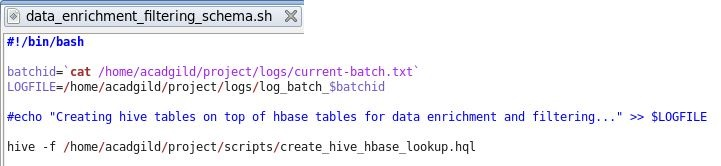 data_enrichment_filtering_schema.sh
#!/bin/bash
batchid=`cat /home/acadgild/project/logs/current-batch.txt`
LOGFILE=/home/acadgild/project/logs/log_batch_$batchid
#echo "Creating hive tables on top of hbase tables for data enrichment and filtering..." >> $LOGFILE
hive -f /home/acadgild/project/scripts/create_hive_hbase_lookup.hql